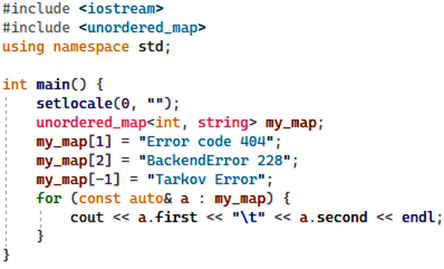 #include <iostream>
#include <unordered_map>
using namespace std;
int main() {
setlocale(0, "");
unordered_map<int, string> my_map;
my_map[1] = "Error code 404";
my_map[2] = "BackendError 228";
my_map[-1] = "Tarkov Error";
for (const auto& a : my_map) {
cout << a.first << "\t" << a.second << endl;
}
}